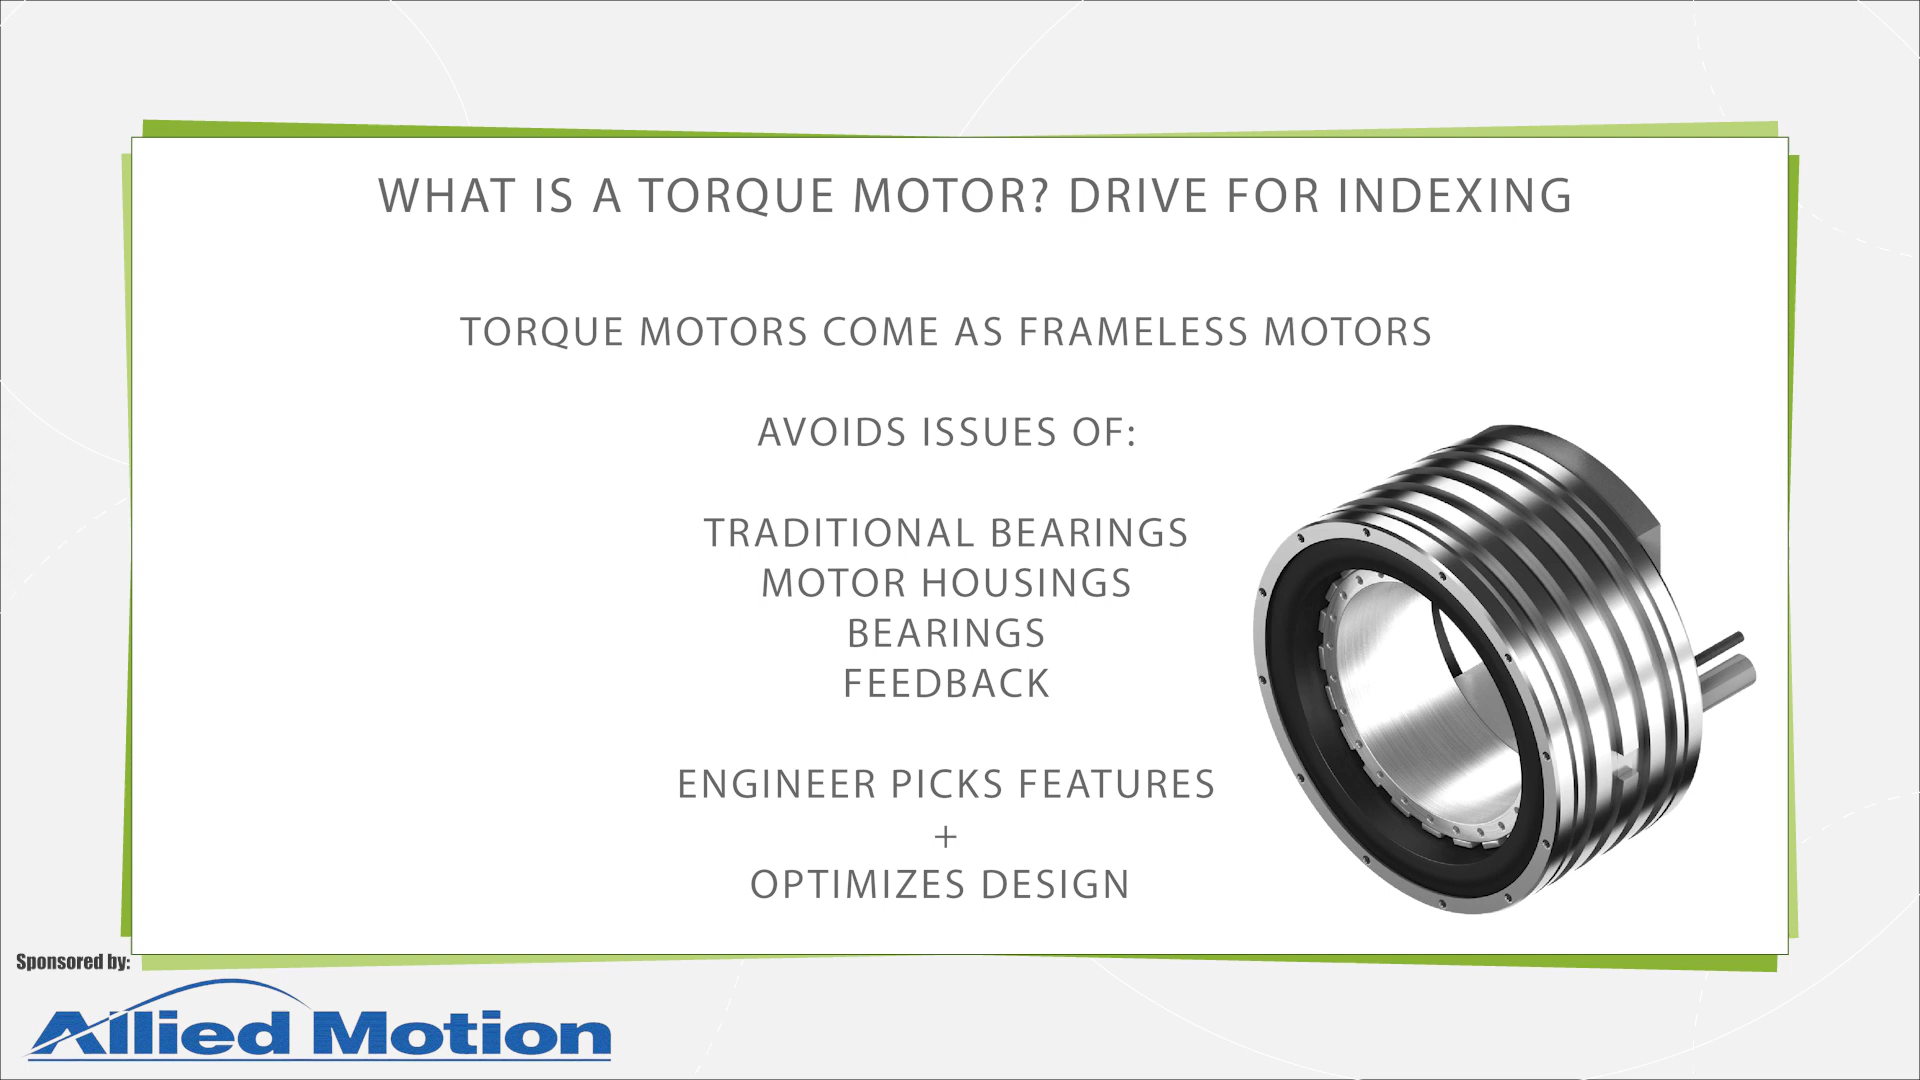 WHAT IS A TORQUE MOTOR? DRIVE FOR INDEXING
TORQUE MOTORS COME AS FRAMELESS MOTORS
AVOIDS ISSUES OF:
TRADITIONAL BEARINGS
MOTOR HOUSINGS
BEARINGS
FEEDBACK
ENGINEER PICKS FEATURES
+
OPTIMIZES DESIGN
Sponsored by:
Allied Motion